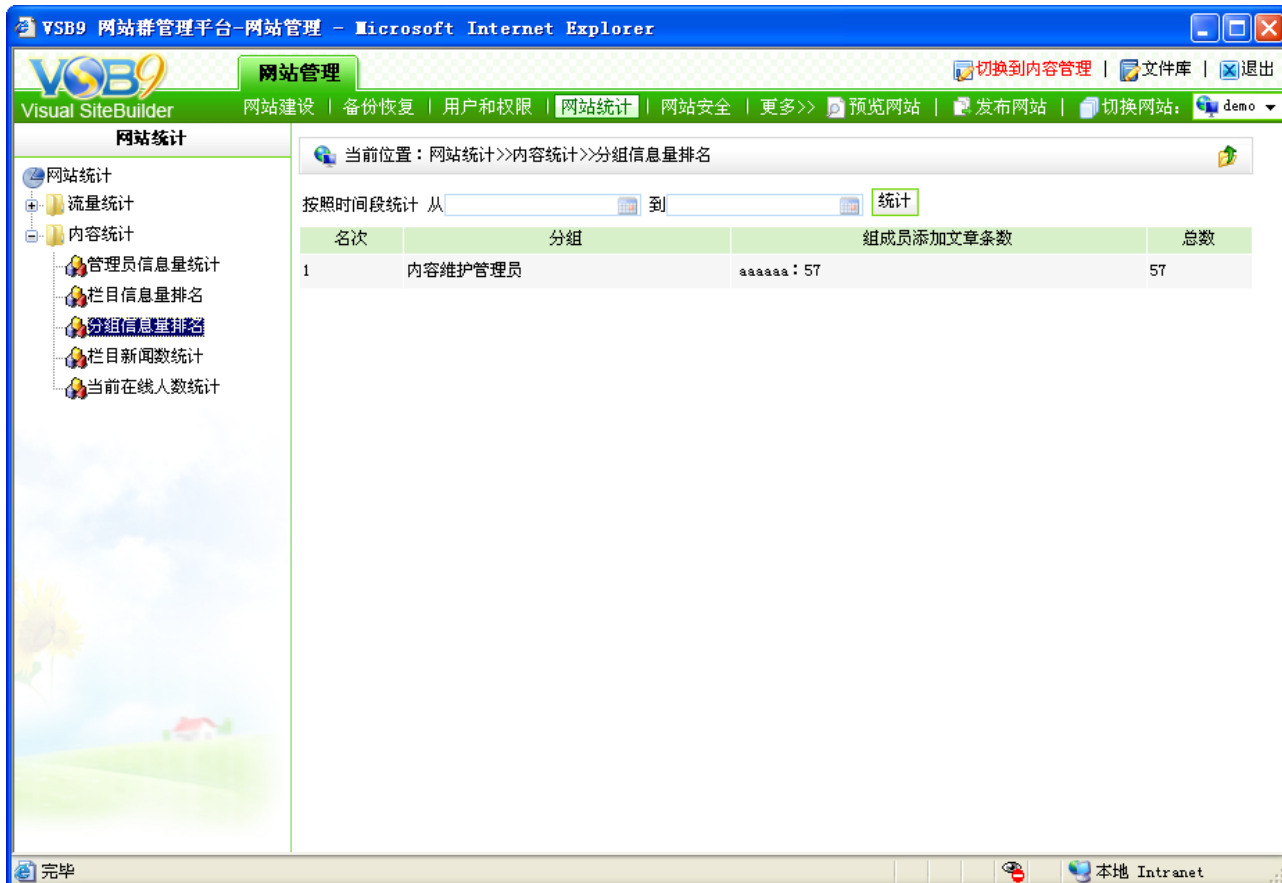 VSB9 网站群管理平台-网站管理 - Microsoft Internet Explorer
VSB9 网站管理 切换到内容管理 | 文件库 | 退出
Visual SiteBuilder 网站建设 | 备份恢复 | 用户和权限 | 网站统计 | 网站安全 | 更多>> 预览网站 | 发布网站 | 切换网站: demo
网站统计
当前位置：网站统计>>内容统计>>分组信息量排名
网站统计
流量统计
内容统计
管理员信息量统计
栏目信息量排名
分组信息量排名
栏目新闻数统计
当前在线人数统计
按照时间段统计 从 到 统计
名次 分组 组成员添加文章条数 总数
1 内容维护管理员 aaaaaa：57 57
完毕 本地 Intranet